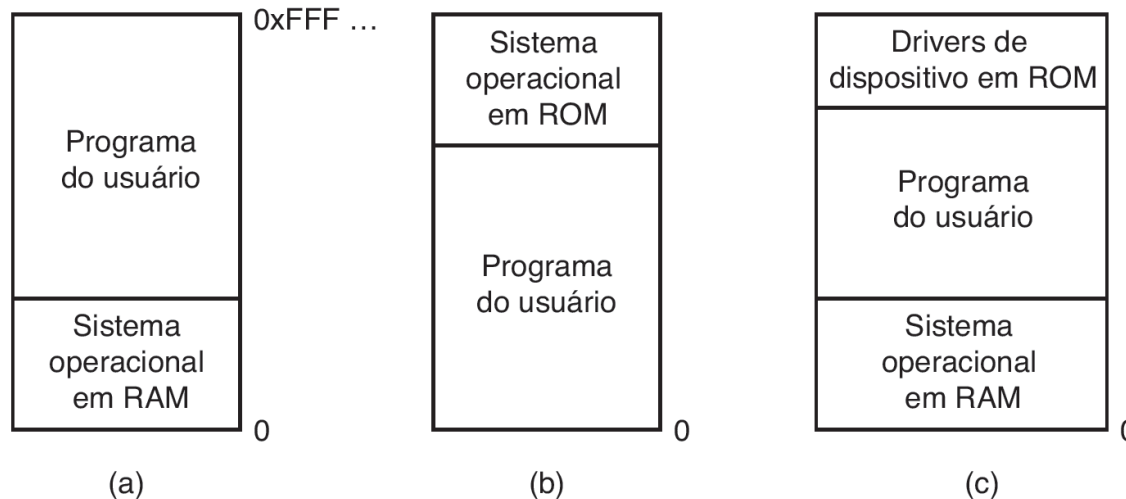 0xFFF ...
Programa
do usuário
Sistema
operacional
em RAM
0
(a)
Sistema
operacional
em ROM
Programa
do usuário
0
(b)
Drivers de
dispositivo em ROM
Programa
do usuário
Sistema
operacional
em RAM
0
(c)